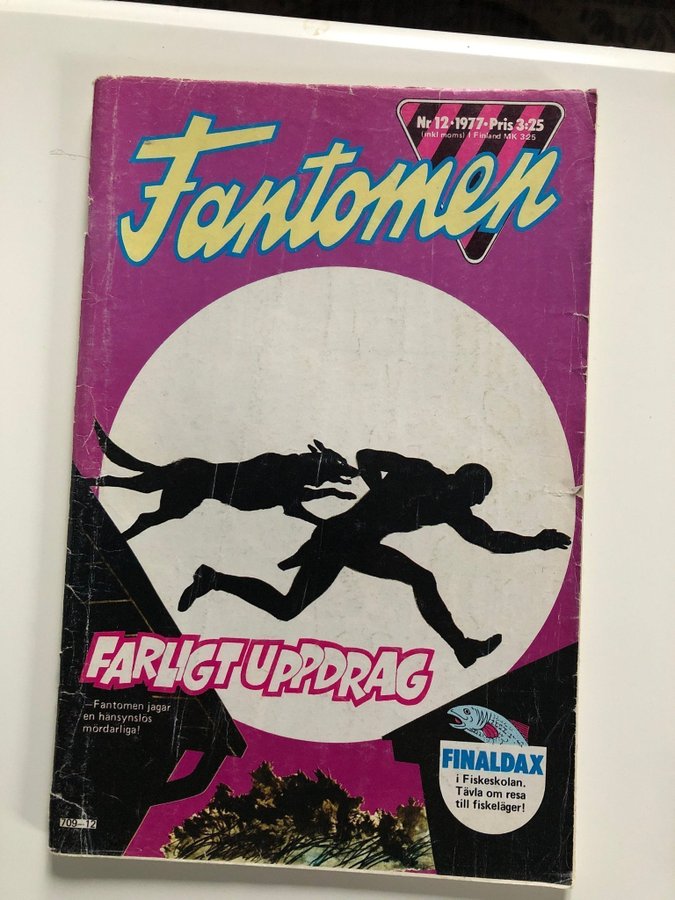 Nr 12·1977·Pris 3:25
(inkl moms) I Finland MK 3:25
Fantomen
FARLIGT UPPDRAG
—Fantomen jagar
en hänsynslös
mördarliga!
FINALDAX
i Fiskeskolan.
Tävla om resa
till fiskeläger!
709—12